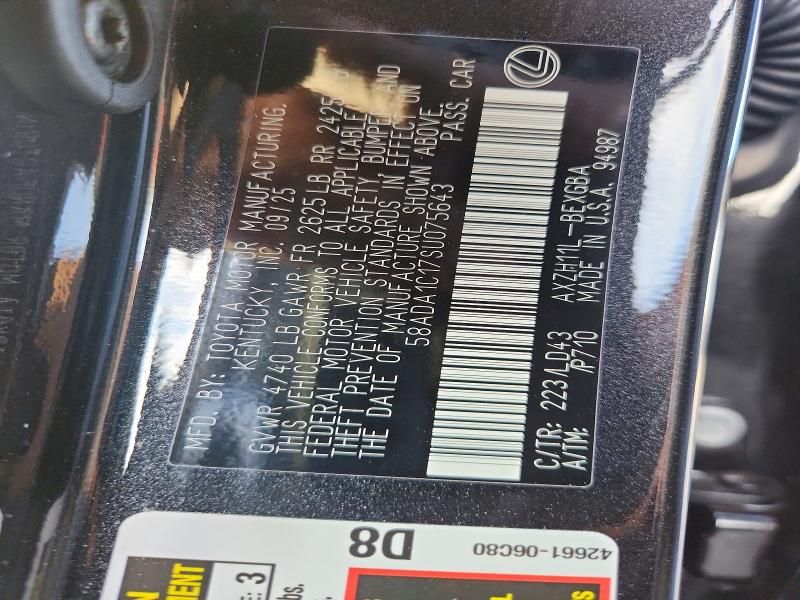 MFD. BY: TOYOTA MOTOR MANUFACTURING,
KENTUCKY, INC. 09/25
GVWR 4740 LB GAWR FR 2625 LB RR 2425 LB
THIS VEHICLE CONFORMS TO ALL APPLICABLE
FEDERAL MOTOR VEHICLE SAFETY, BUMPER, AND
THEFT PREVENTION STANDARDS IN EFFECT ON
THE DATE OF MANUFACTURE SHOWN ABOVE.
58ADA1C17SU075643 PASS. CAR
C/TR: 223/LD43 AXZH11L-BEXGBA
A/TM: /P710 MADE IN U.S.A. 94987
D8
42661-06C80